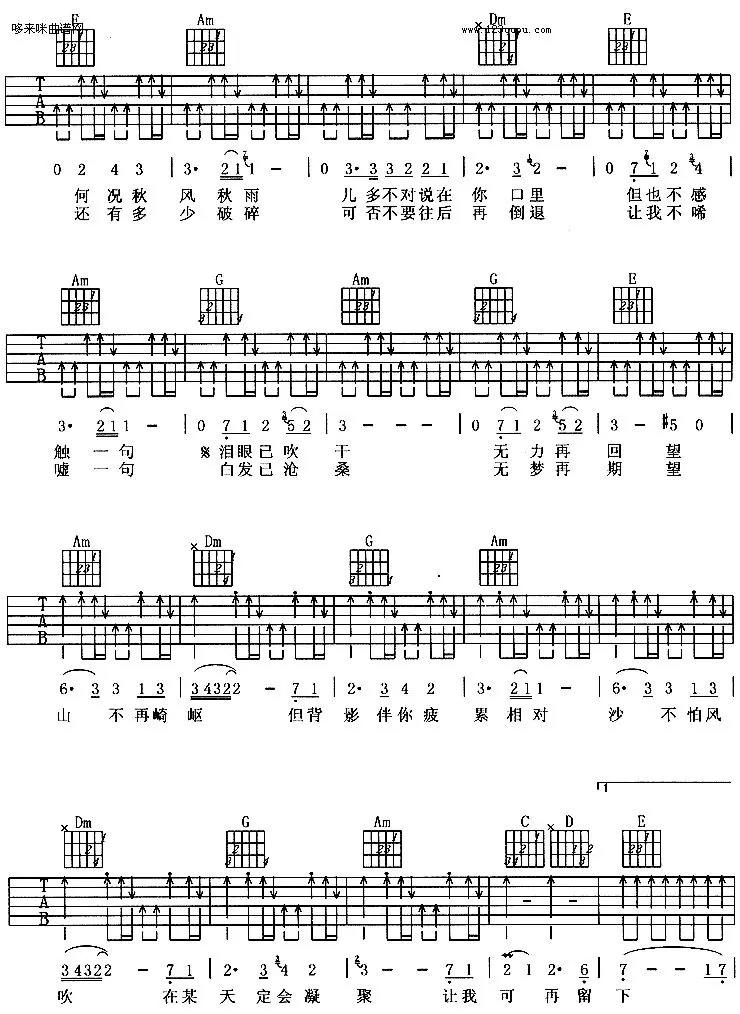 哆来咪曲谱网 www.123qupu.com
E Am Dm E
TAB
0 2 4 3 | 3· 2 1 1 - | 0 3· 3 3 2 2 1 | 2· 3 2 - | 0 7 1 2 4
何况秋风秋雨 几多不对说在你口里 但也不感
还有多少破碎 可否不要往后再倒退 让我不唏
Am G Am G E
TAB
3· 2 1 1 - | 0 7 1 2 5 2 | 3 - - - | 0 7 1 2 5 2 | 3 - #5 0
触一句 % 泪眼已吹干 无力再回望
嘘一句 白发已沧桑 无梦再期望
Am Dm G Am
TAB
6· 3 3 1 3 | 3 4 3 2 2 - 7 1 | 2· 3 4 2 | 3· 2 1 1 - | 6· 3 3 1 3
山不再崎岖 但背影伴你疲累相对 沙不怕风
1
Dm G Am C D E
TAB
3 4 3 2 2 - 7 1 | 2· 3 4 2 | 3 - - 7 1 | 2 1 2· 6 | 7 - - 1 7
吹 在某天定会凝聚 让我可再留下